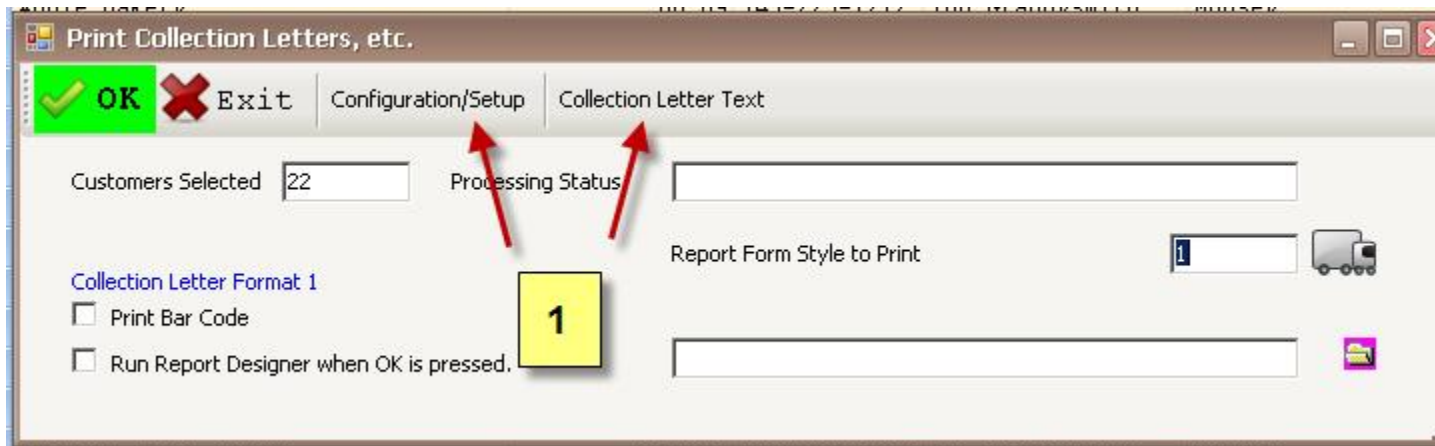 Print Collection Letters, etc.
OK Exit Configuration/Setup Collection Letter Text
Customers Selected 22 Processing Status
Report Form Style to Print 1
Collection Letter Format 1
Print Bar Code
1
Run Report Designer when OK is pressed.